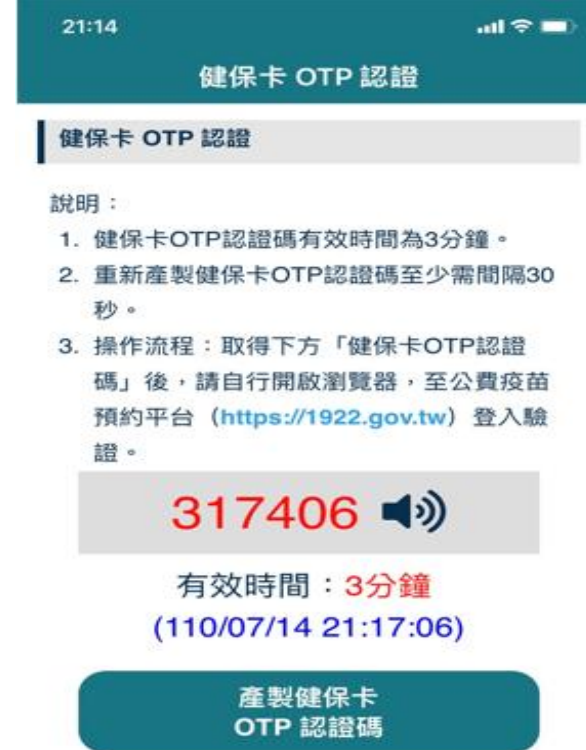 21:14
健保卡 OTP 認證
健保卡 OTP 認證
說明：
1. 健保卡OTP認證碼有效時間為3分鐘。
2. 重新產製健保卡OTP認證碼至少需間隔30
秒。
3. 操作流程：取得下方「健保卡OTP認證
碼」後，請自行開啟瀏覽器，至公費疫苗
預約平台（https://1922.gov.tw）登入驗
證。
317406
有效時間：3分鐘
(110/07/14 21:17:06)
產製健保卡
OTP 認證碼